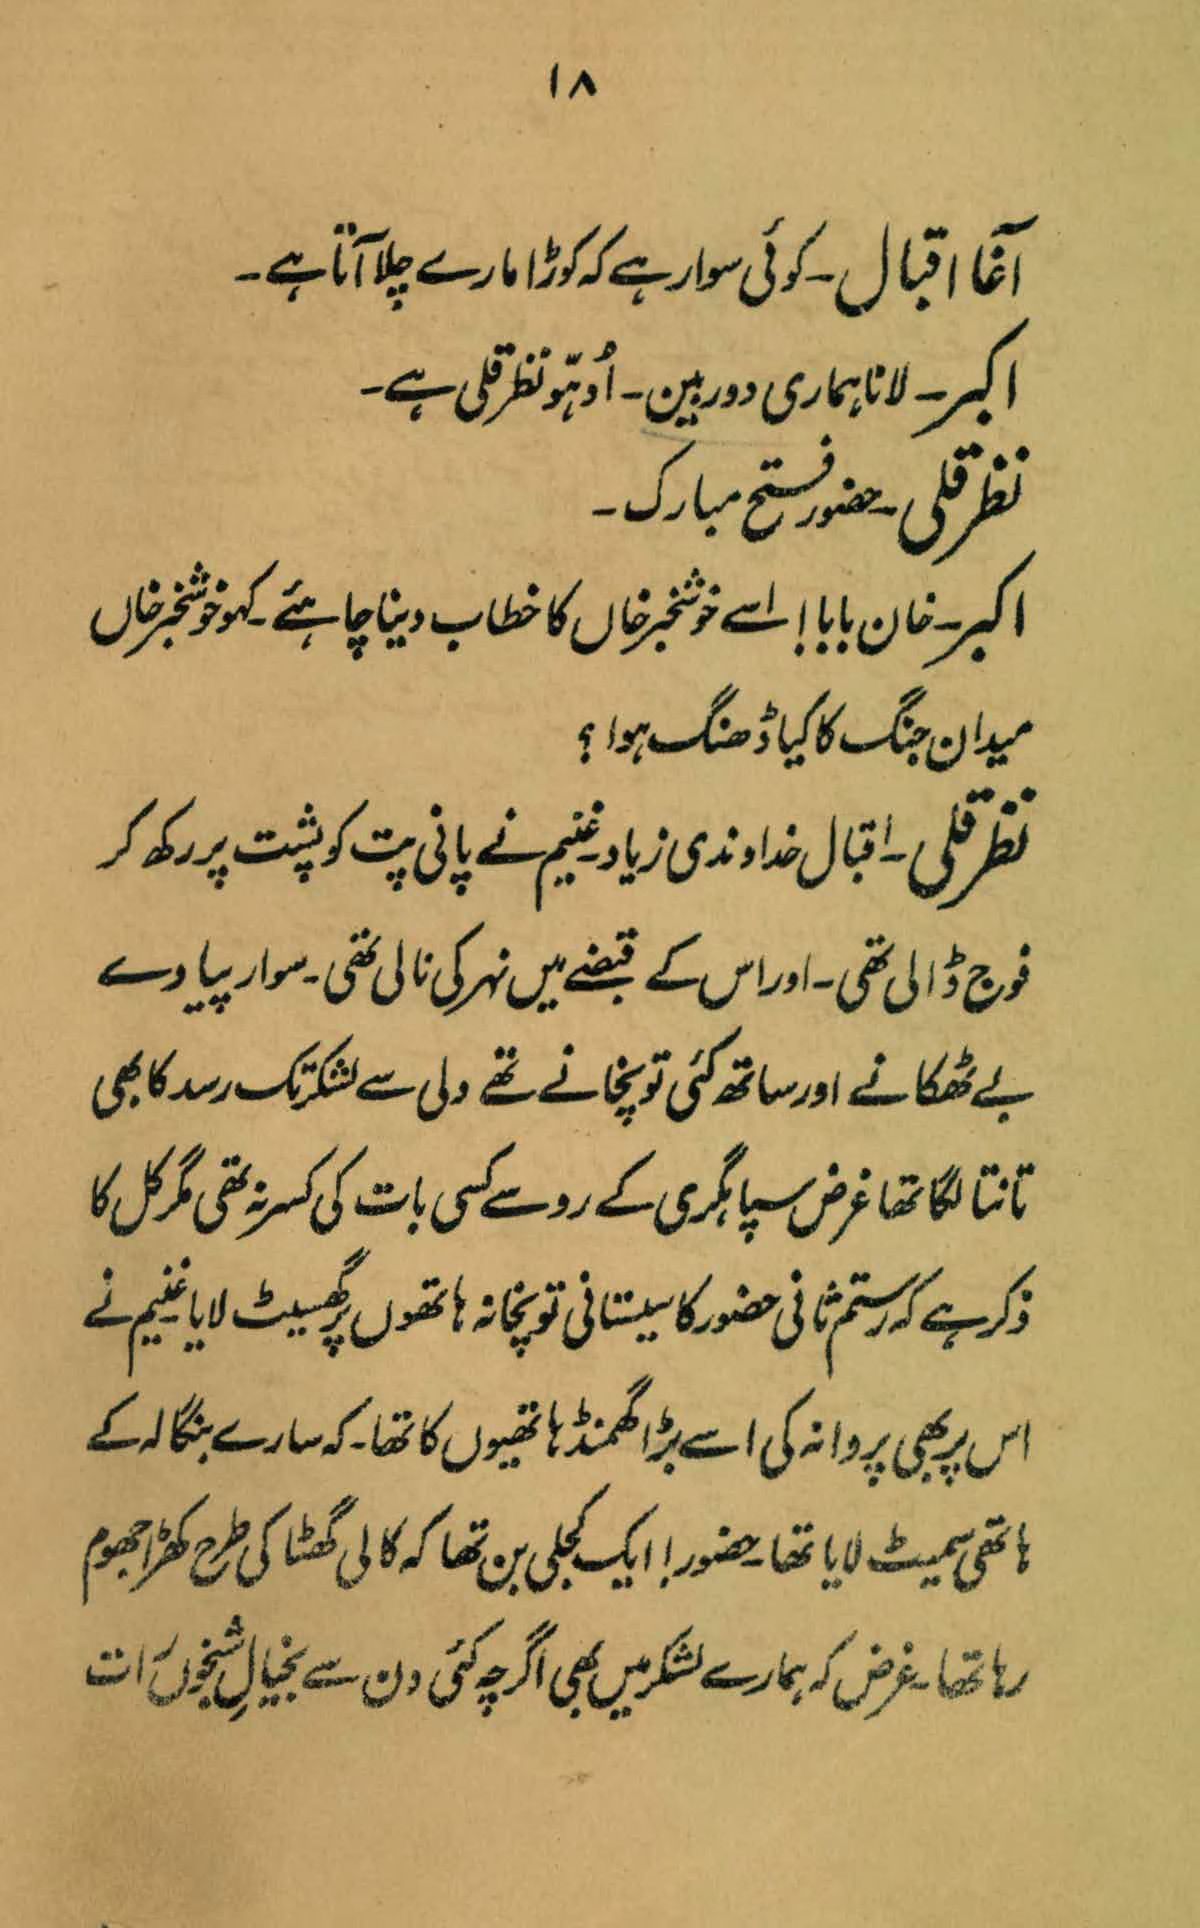 ۱۸
آغا اقبال ۔ کوئی سوار ہے کہ کوڑا مارے چلا آتا ہے ۔
اکبر ۔ لانا ہماری دوربین ۔ اُوہّو نظر قلی ہے ۔
نظر قلی ۔ حضور فتح مبارک ۔
اکبر ۔ خان بابا! اسے خوشخبر خاں کا خطاب دینا چاہئے ۔ کہو خوشخبر خاں
میدان جنگ کا کیا ڈھنگ ہوا ؟
نظر قلی ۔ اقبال خداوندی زیاد ۔ غنیم نے پانی پت کو پشت پر رکھ کر
فوج ڈالی تھی ۔ اور اس کے قبضے میں نہر کی نالی تھی ۔ سوار پیادے
بے ٹھکانے اور ساتھ کئی توپخانے تھے دلی سے لشکر تک رسد کا بھی
تانتا لگا تھا غرض سپاہگری کے رو سے کسی بات کی کسر نہ تھی مگر کل کا
ذکر ہے کہ رستم ثانی حضور کا سیستانی توپخانہ ہاتھوں پر گھسیٹ لایا ۔ غنیم نے
اس پر بھی پروا نہ کی اسے بڑا گھمنڈ ہاتھیوں کا تھا ۔ کہ سارے بنگالہ کے
ہاتھی سمیٹ لایا تھا ۔ حضور! ایک کجلی بن تھا کہ کالی گھٹا کی طرح کھڑا جھوم
رہا تھا ۔ غرض کہ ہمارے لشکر میں بھی اگرچہ کئی دن سے بخیالِ شبخوں رات